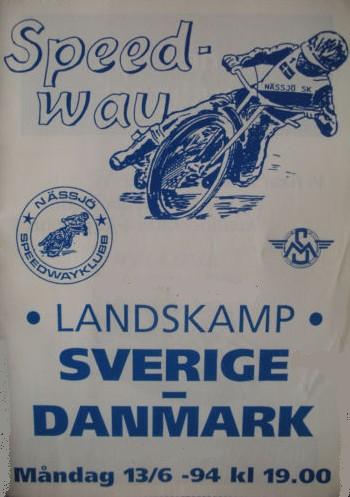 Speed-
way
NÄSSJÖ SK
NÄSSJÖ
SPEEDWAYKLUBB
• LANDSKAMP •
SVERIGE
–
DANMARK
Måndag 13/6 -94 kl 19.00